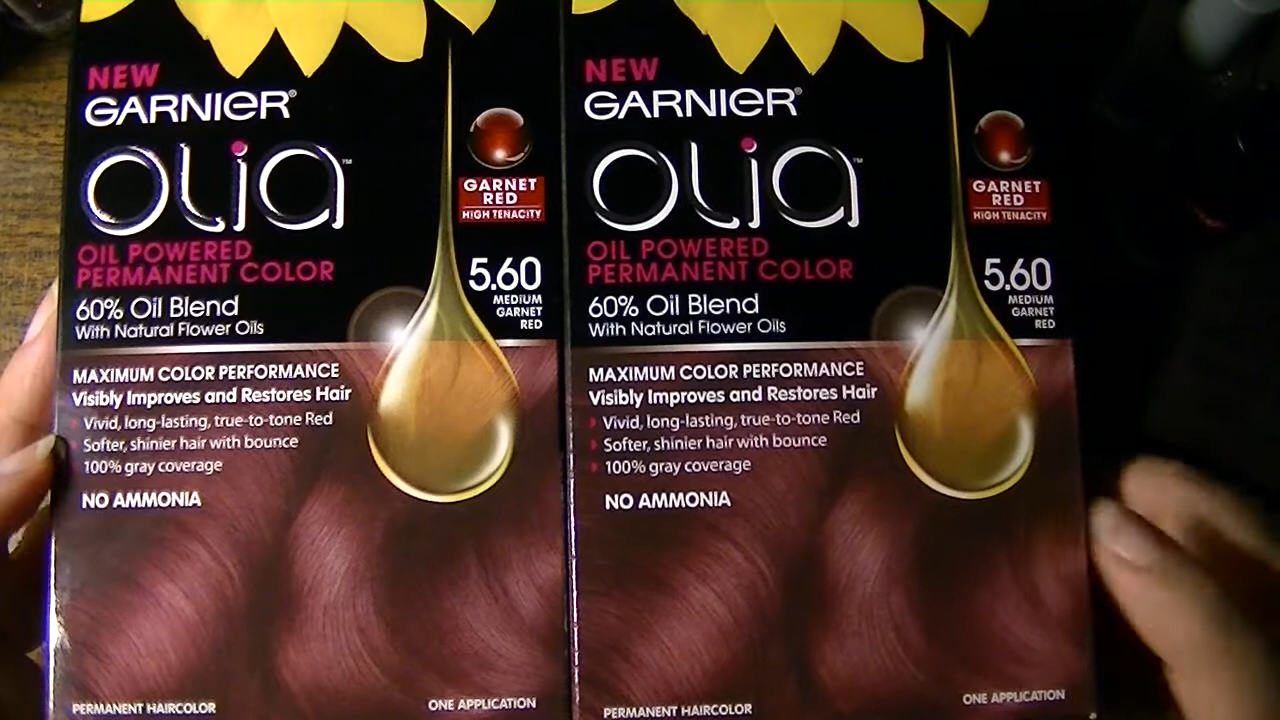 NEW
GARNIER®
OLIA™
OIL POWERED
PERMANENT COLOR
60% Oil Blend
With Natural Flower Oils
GARNET
RED
HIGH TENACITY
5.60
MEDIUM
GARNET
RED
MAXIMUM COLOR PERFORMANCE
Visibly Improves and Restores Hair
Vivid, long-lasting, true-to-tone Red
Softer, shinier hair with bounce
100% gray coverage
NO AMMONIA
PERMANENT HAIRCOLOR
ONE APPLICATION
NEW
GARNIER®
OLIA™
OIL POWERED
PERMANENT COLOR
60% Oil Blend
With Natural Flower Oils
GARNET
RED
HIGH TENACITY
5.60
MEDIUM
GARNET
RED
MAXIMUM COLOR PERFORMANCE
Visibly Improves and Restores Hair
Vivid, long-lasting, true-to-tone Red
Softer, shinier hair with bounce
100% gray coverage
NO AMMONIA
PERMANENT HAIRCOLOR
ONE APPLICATION